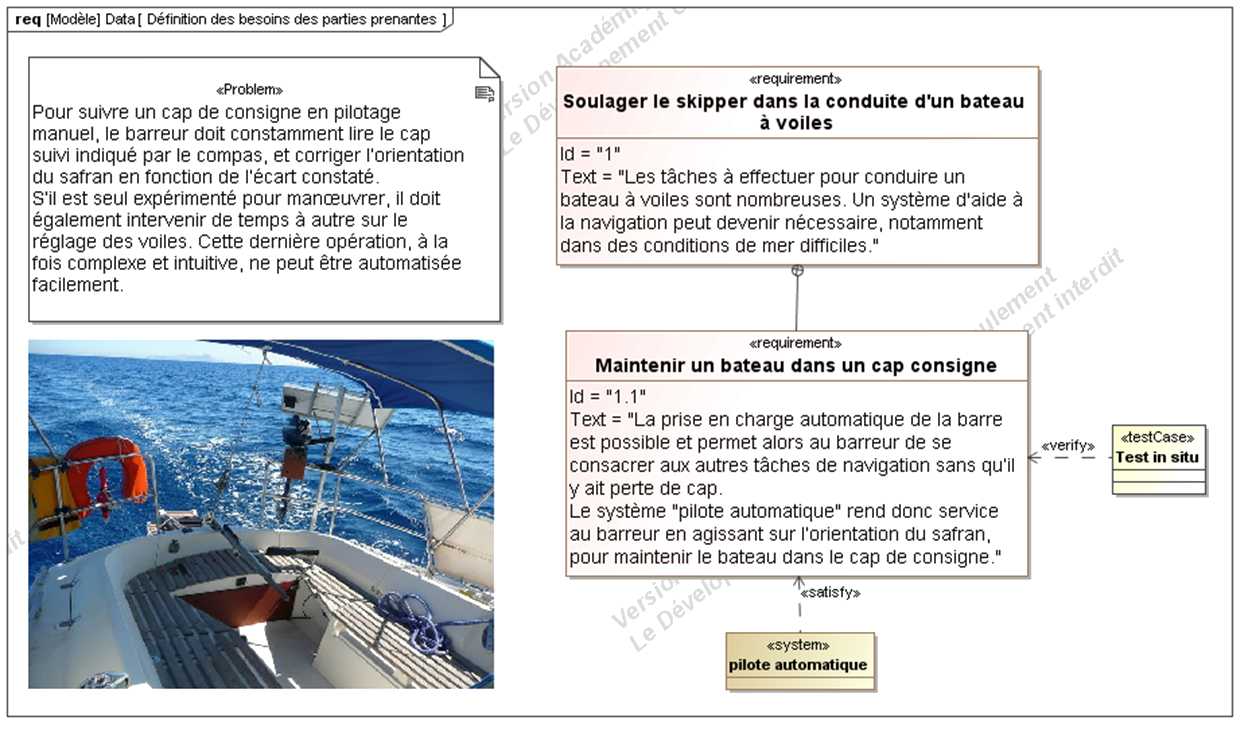 req [Modèle] Data [ Définition des besoins des parties prenantes ]
«Problem»
Pour suivre un cap de consigne en pilotage
manuel, le barreur doit constamment lire le cap
suivi indiqué par le compas, et corriger l'orientation
du safran en fonction de l'écart constaté.
S'il est seul expérimenté pour manœuvrer, il doit
également intervenir de temps à autre sur le
réglage des voiles. Cette dernière opération, à la
fois complexe et intuitive, ne peut être automatisée
facilement.
«requirement»
Soulager le skipper dans la conduite d'un bateau
à voiles
Id = "1"
Text = "Les tâches à effectuer pour conduire un
bateau à voiles sont nombreuses. Un système d'aide à
la navigation peut devenir nécessaire, notamment
dans des conditions de mer difficiles."
«requirement»
Maintenir un bateau dans un cap consigne
Id = "1.1"
Text = "La prise en charge automatique de la barre
est possible et permet alors au barreur de se
consacrer aux autres tâches de navigation sans qu'il
y ait perte de cap.
Le système "pilote automatique" rend donc service
au barreur en agissant sur l'orientation du safran,
pour maintenir le bateau dans le cap de consigne."
«verify»
«testCase»
Test in situ
«satisfy»
«system»
pilote automatique